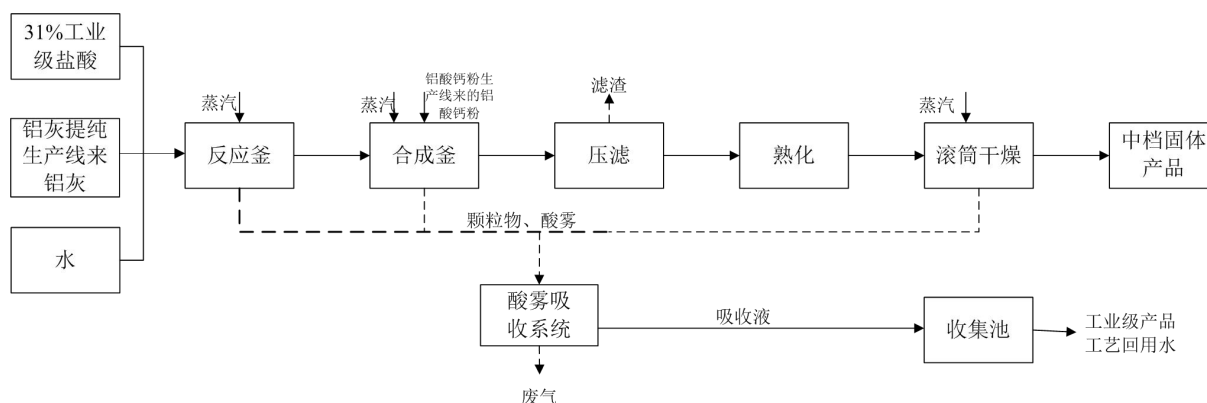 31%工业
级盐酸
铝灰提纯
生产线来
铝灰
水
蒸汽
反应釜
蒸汽
铝酸钙粉生
产线来的铝
酸钙粉
合成釜
滤渣
压滤
熟化
蒸汽
滚筒干燥
中档固体
产品
颗粒物、酸雾
酸雾吸
收系统
吸收液
收集池
工业级产品
工艺回用水
废气